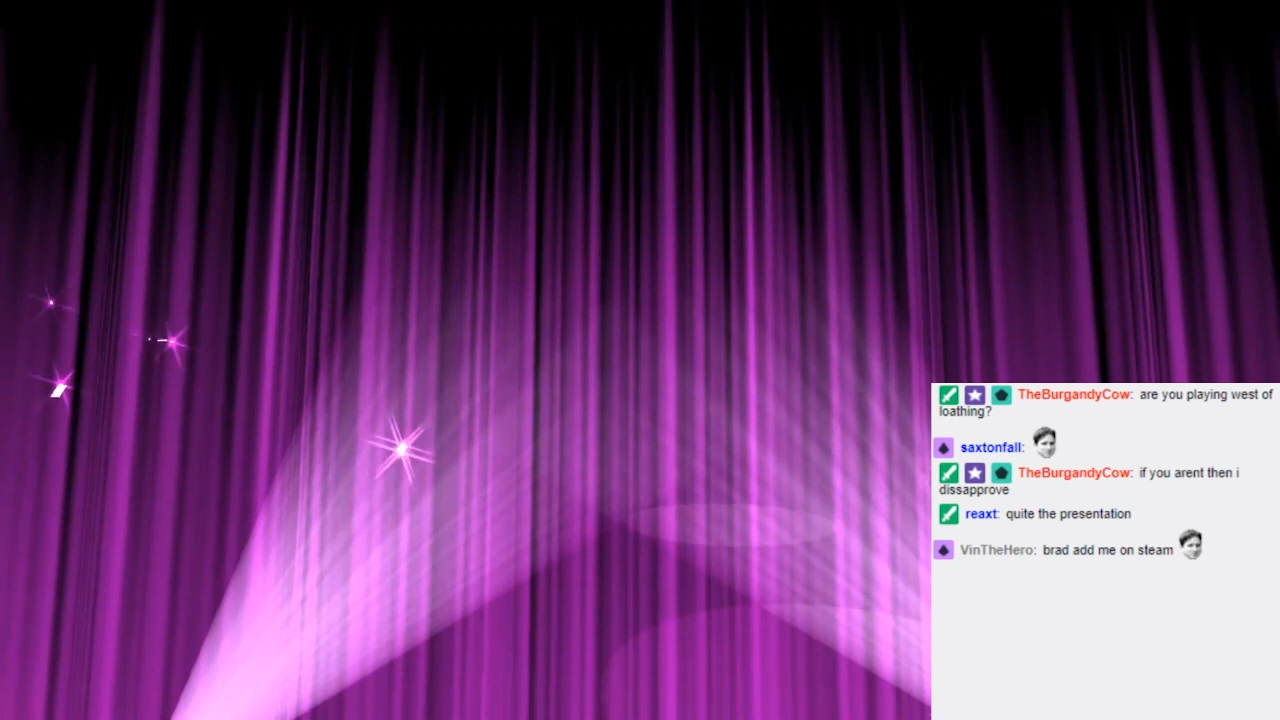 TheBurgandyCow: are you playing west of
loathing?
saxtonfall:
TheBurgandyCow: if you arent then i
dissapprove
reaxt: quite the presentation
VinTheHero: brad add me on steam